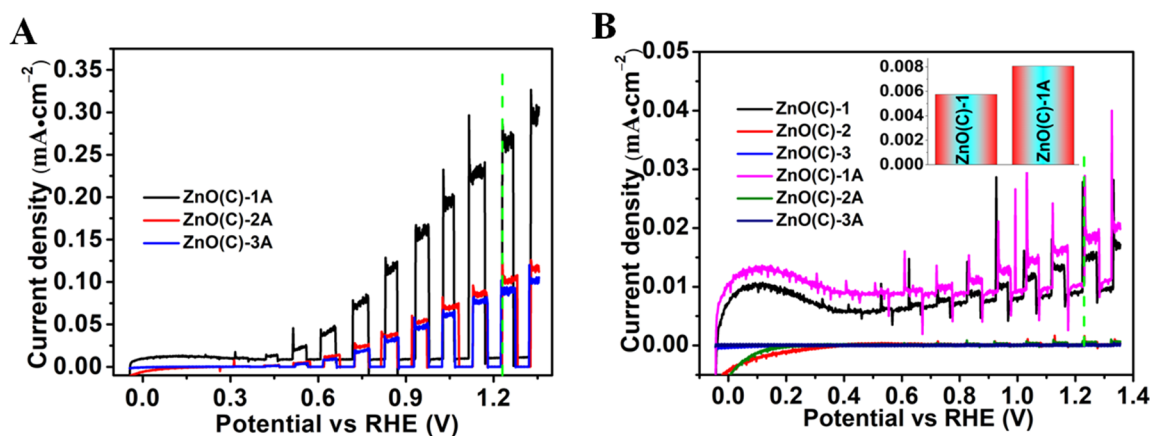 A
Current density (mA•cm−2)
0.35
0.30
0.25
0.20
0.15
0.10
0.05
0.00
ZnO(C)-1A
ZnO(C)-2A
ZnO(C)-3A
0.0 0.3 0.6 0.9 1.2
Potential vs RHE (V)
B
Current density (mA•cm−2)
0.05
0.04
0.03
0.02
0.01
0.00
ZnO(C)-1
ZnO(C)-2
ZnO(C)-3
ZnO(C)-1A
ZnO(C)-2A
ZnO(C)-3A
0.008
0.006
0.004
0.002
0.000
ZnO(C)-1
ZnO(C)-1A
0.0 0.2 0.4 0.6 0.8 1.0 1.2 1.4
Potential vs RHE (V)